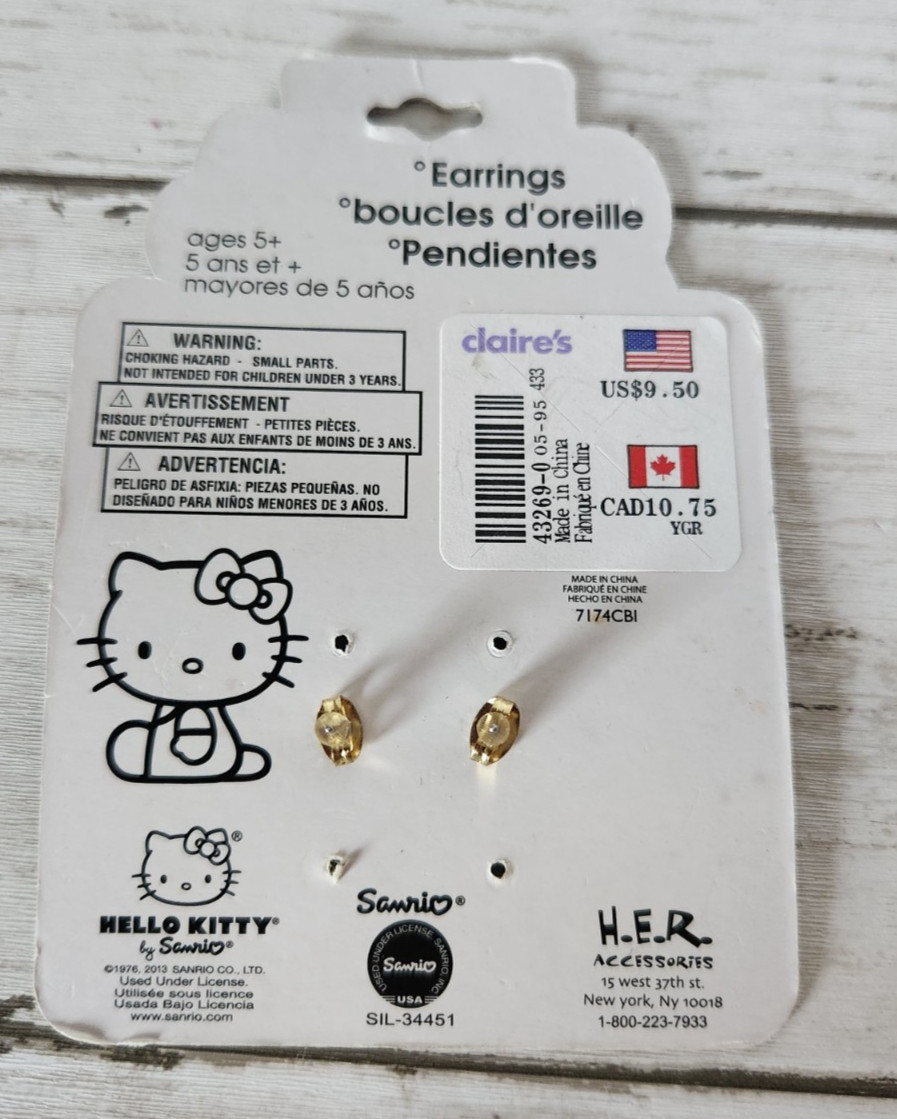 °Earrings
°boucles d'oreille
°Pendientes
ages 5+
5 ans et +
mayores de 5 años
WARNING:
CHOKING HAZARD - SMALL PARTS.
NOT INTENDED FOR CHILDREN UNDER 3 YEARS.
AVERTISSEMENT
RISQUE D'ÉTOUFFEMENT - PETITES PIÈCES.
NE CONVIENT PAS AUX ENFANTS DE MOINS DE 3 ANS.
ADVERTENCIA:
PELIGRO DE ASFIXIA: PIEZAS PEQUEÑAS. NO
DISEÑADO PARA NIÑOS MENORES DE 3 AÑOS.
claire's
US$9.50
CAD10.75
YGR
43269-0 05-95 433
Made in China
Fabriqué en Chine
MADE IN CHINA
FABRIQUÉ EN CHINE
HECHO EN CHINA
7174CBI
®
HELLO KITTY®
by Sanrio®
©1976, 2013 SANRIO CO., LTD.
Used Under License.
Utilisée sous licence
Usada Bajo Licencia
www.sanrio.com
Sanrio®
USED UNDER LICENSE, SANRIO, INC.
Sanrio
USA
SIL-34451
H.E.R.
ACCESSORIES
15 west 37th st.
New york, Ny 10018
1-800-223-7933